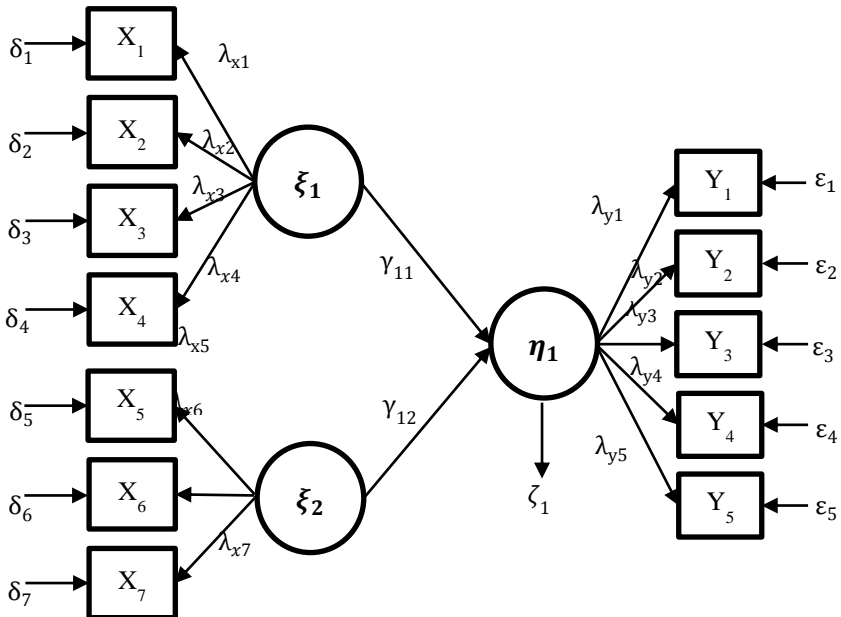 δ₁ X₁ λₓ₁
δ₂ X₂ λₓ₂
ξ₁
δ₃ X₃ λₓ₃
δ₄ X₄ λₓ₄
λₓ₅
γ₁₁
δ₅ X₅ λₓ₆
γ₁₂
δ₆ X₆
ξ₂
δ₇ X₇ λₓ₇
η₁
ζ₁
λy₁ Y₁ ε₁
λy₂ Y₂ ε₂
λy₃ Y₃ ε₃
λy₄ Y₄ ε₄
λy₅ Y₅ ε₅